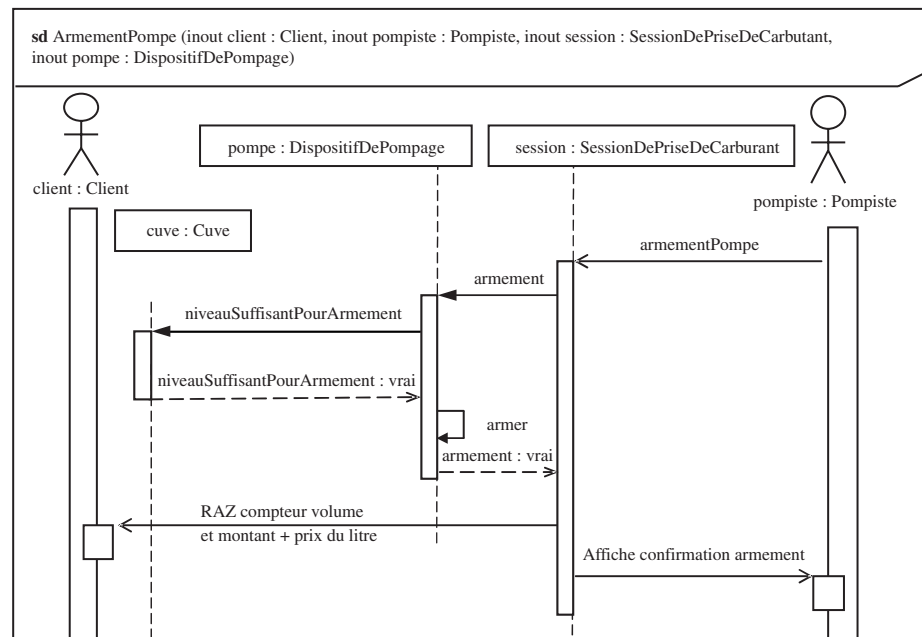 sd ArmementPompe (inout client : Client, inout pompiste : Pompiste, inout session : SessionDePriseDeCarbutant,
inout pompe : DispositifDePompage)
pompe : DispositifDePompage
session : SessionDePriseDeCarburant
client : Client
pompiste : Pompiste
cuve : Cuve
armementPompe
armement
niveauSuffisantPourArmement
niveauSuffisantPourArmement : vrai
armer
armement : vrai
RAZ compteur volume
et montant + prix du litre
Affiche confirmation armement